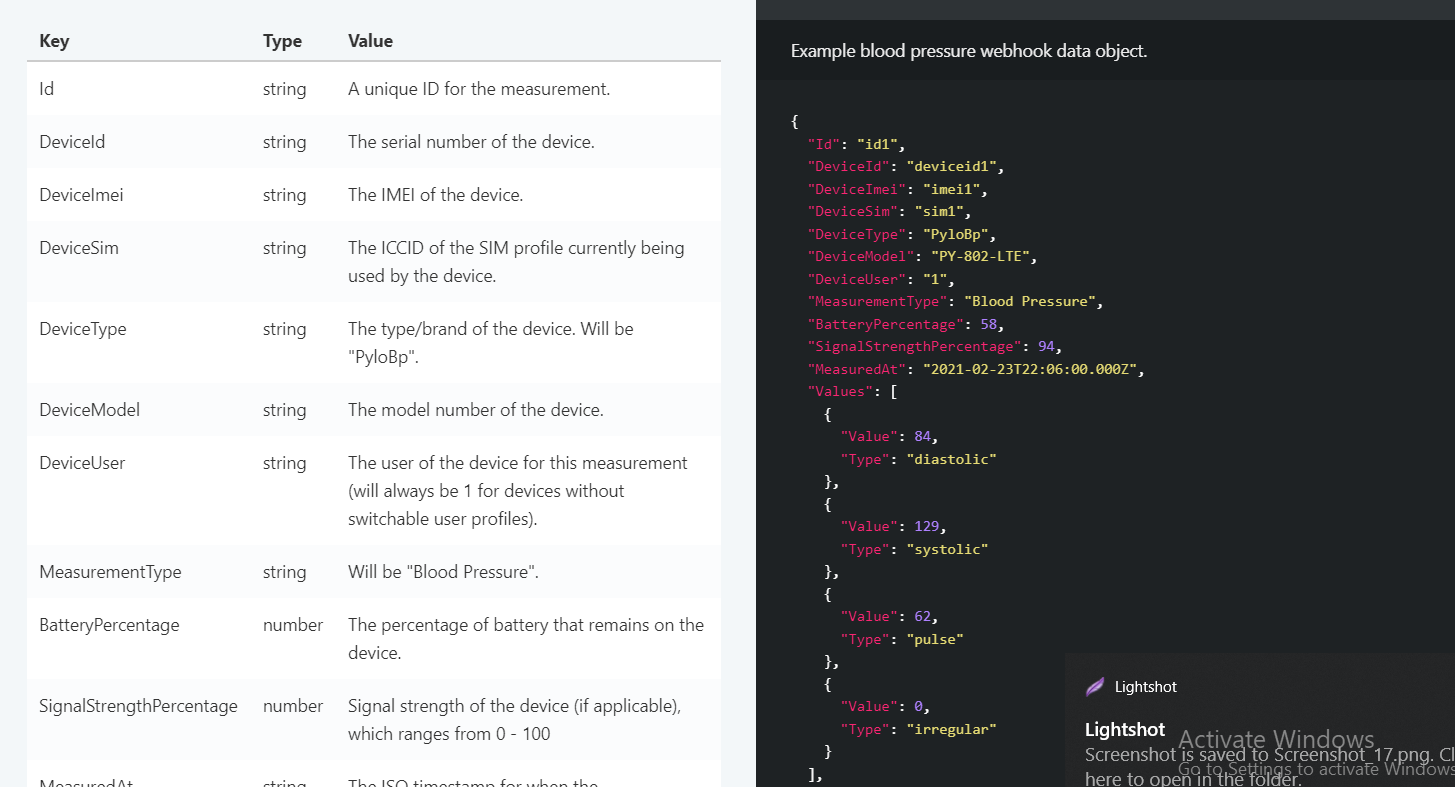 Key Type Value
Id string A unique ID for the measurement.
DeviceId string The serial number of the device.
DeviceImei string The IMEI of the device.
DeviceSim string The ICCID of the SIM profile currently being
used by the device.
DeviceType string The type/brand of the device. Will be
"PyloBp".
DeviceModel string The model number of the device.
DeviceUser string The user of the device for this measurement
(will always be 1 for devices without
switchable user profiles).
MeasurementType string Will be "Blood Pressure".
BatteryPercentage number The percentage of battery that remains on the
device.
SignalStrengthPercentage number Signal strength of the device (if applicable),
which ranges from 0 - 100
MeasuredAt string The ISO timestamp for when the
Example blood pressure webhook data object.
{
"Id": "id1",
"DeviceId": "deviceid1",
"DeviceImei": "imei1",
"DeviceSim": "sim1",
"DeviceType": "PyloBp",
"DeviceModel": "PY-802-LTE",
"DeviceUser": "1",
"MeasurementType": "Blood Pressure",
"BatteryPercentage": 58,
"SignalStrengthPercentage": 94,
"MeasuredAt": "2021-02-23T22:06:00.000Z",
"Values": [
{
"Value": 84,
"Type": "diastolic"
},
{
"Value": 129,
"Type": "systolic"
},
{
"Value": 62,
"Type": "pulse"
},
{
"Value": 0,
"Type": "irregular"
}
],
Lightshot
Lightshot
Screenshot is saved to Screenshot_17.png. Cl
here to open in the folder.
Activate Windows
Go to Settings to activate Windows